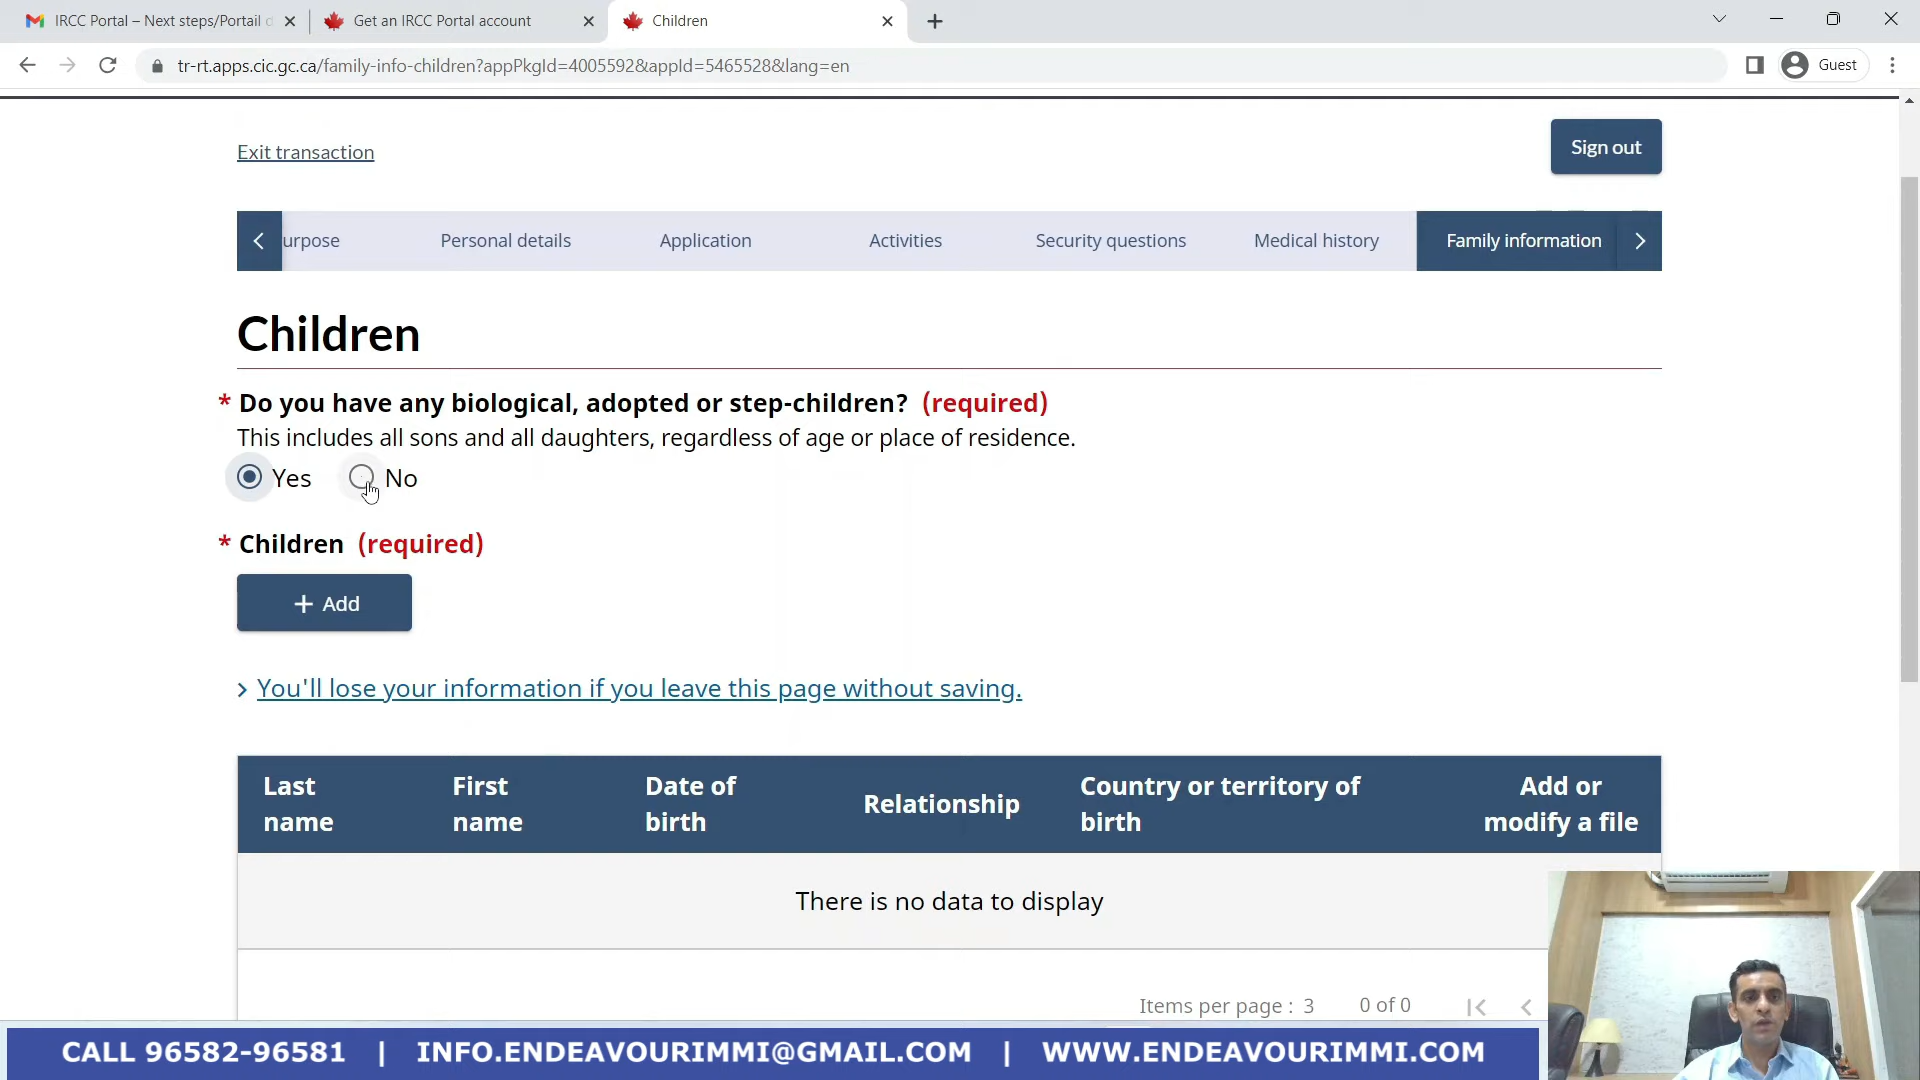 IRCC Portal – Next steps/Portail d
Get an IRCC Portal account
Children
tr-rt.apps.cic.gc.ca/family-info-children?appPkgId=4005592&appId=5465528&lang=en
Guest
Exit transaction
Sign out
urpose
Personal details
Application
Activities
Security questions
Medical history
Family information
Children
* Do you have any biological, adopted or step-children? (required)
This includes all sons and all daughters, regardless of age or place of residence.
Yes
No
* Children (required)
+ Add
You'll lose your information if you leave this page without saving.
Last name
First name
Date of birth
Relationship
Country or territory of birth
Add or modify a file
There is no data to display
Items per page : 3
0 of 0
CALL 96582-96581 | INFO.ENDEAVOURIMMI@GMAIL.COM | WWW.ENDEAVOURIMMI.COM